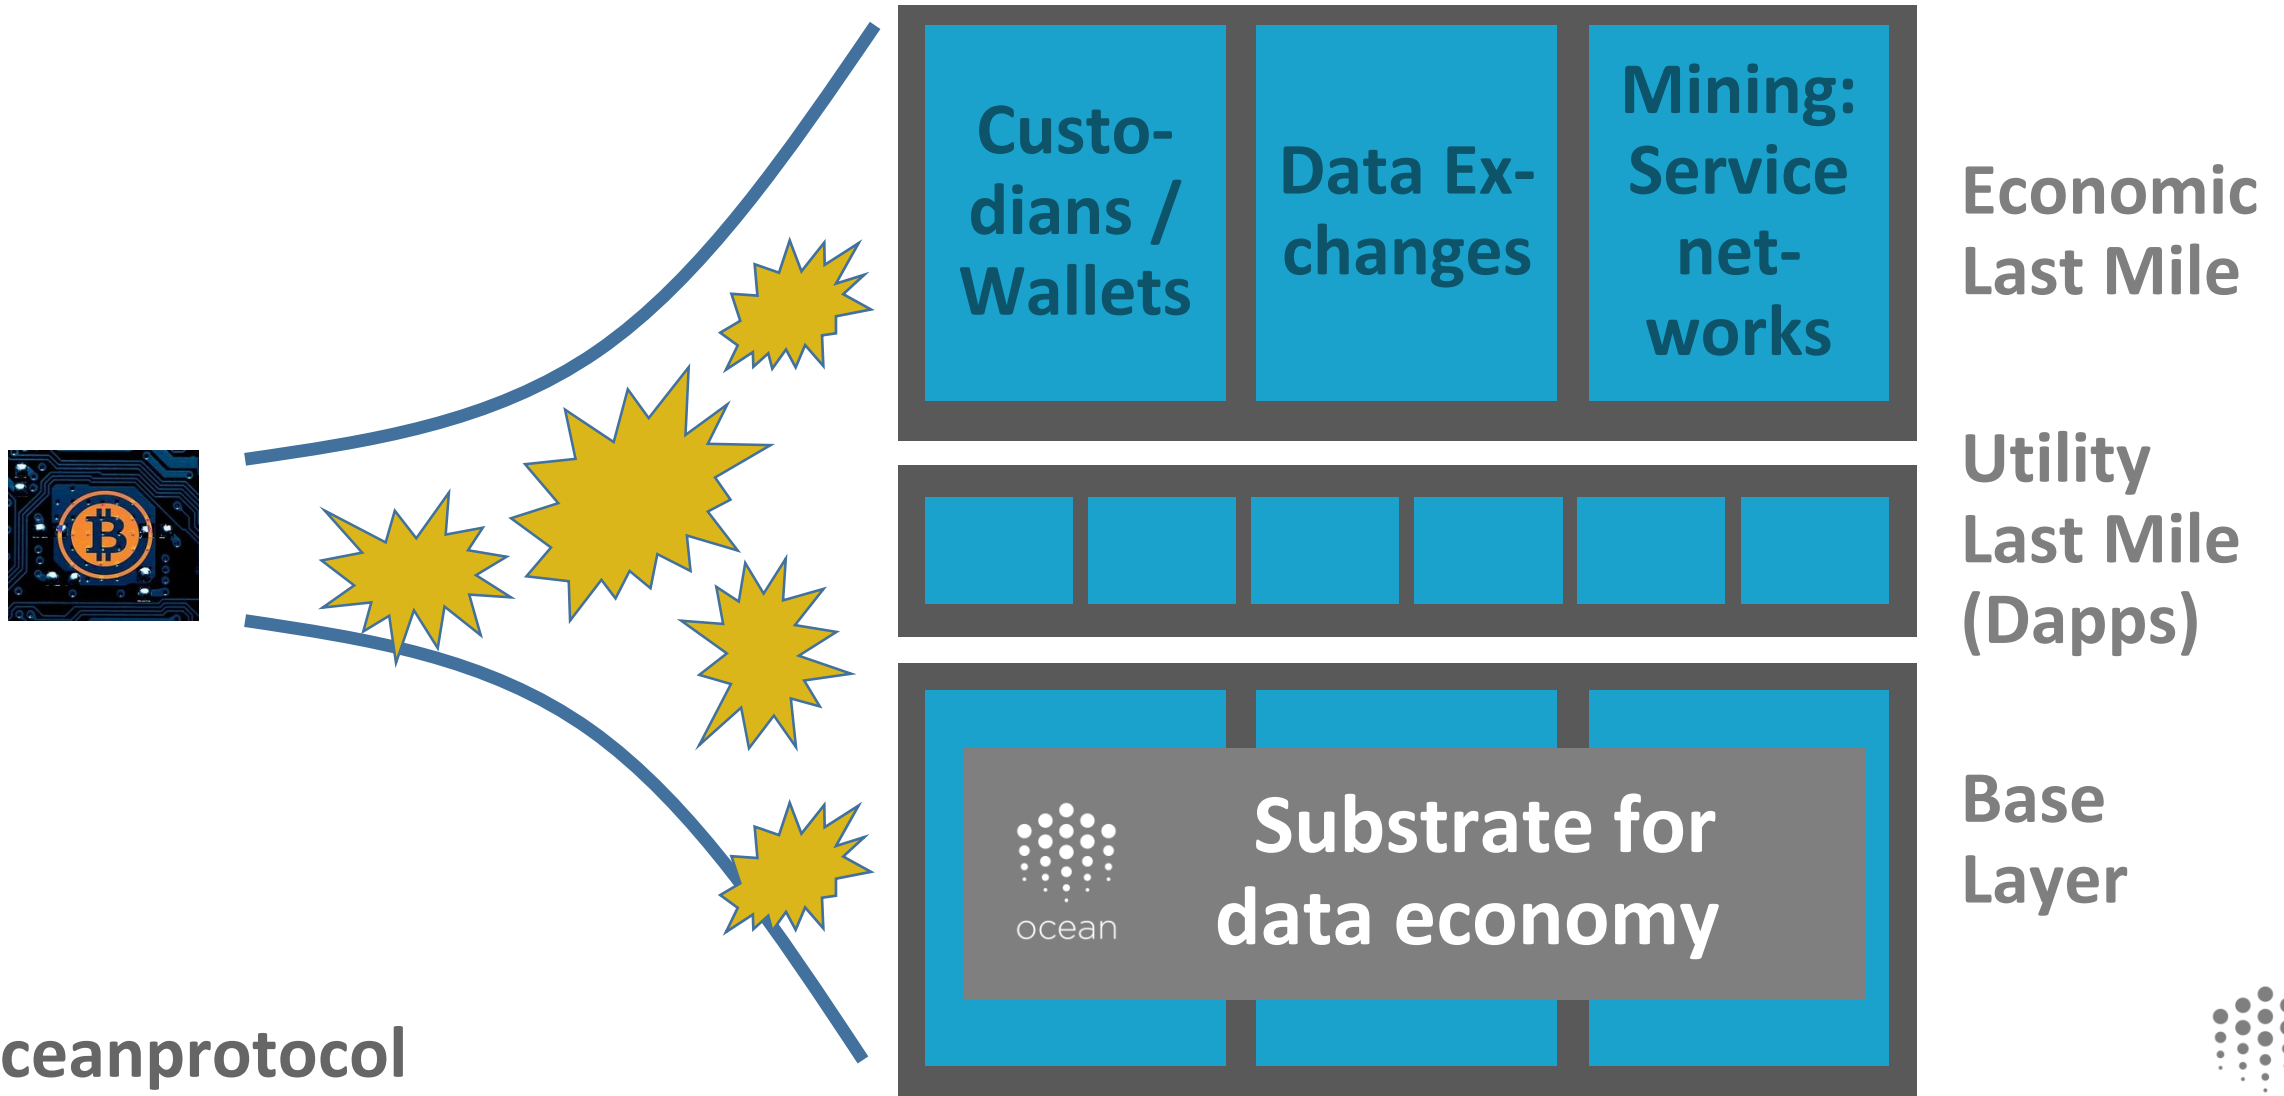 Custo-
dians /
Wallets
Data Ex-
changes
Mining:
Service
net-
works
Economic
Last Mile
Utility
Last Mile
(Dapps)
Substrate for
data economy
ocean
Base
Layer
ceanprotocol